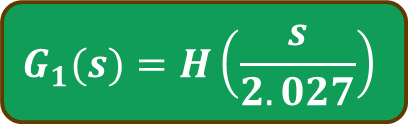 G₁(s) = H(s/2.027)